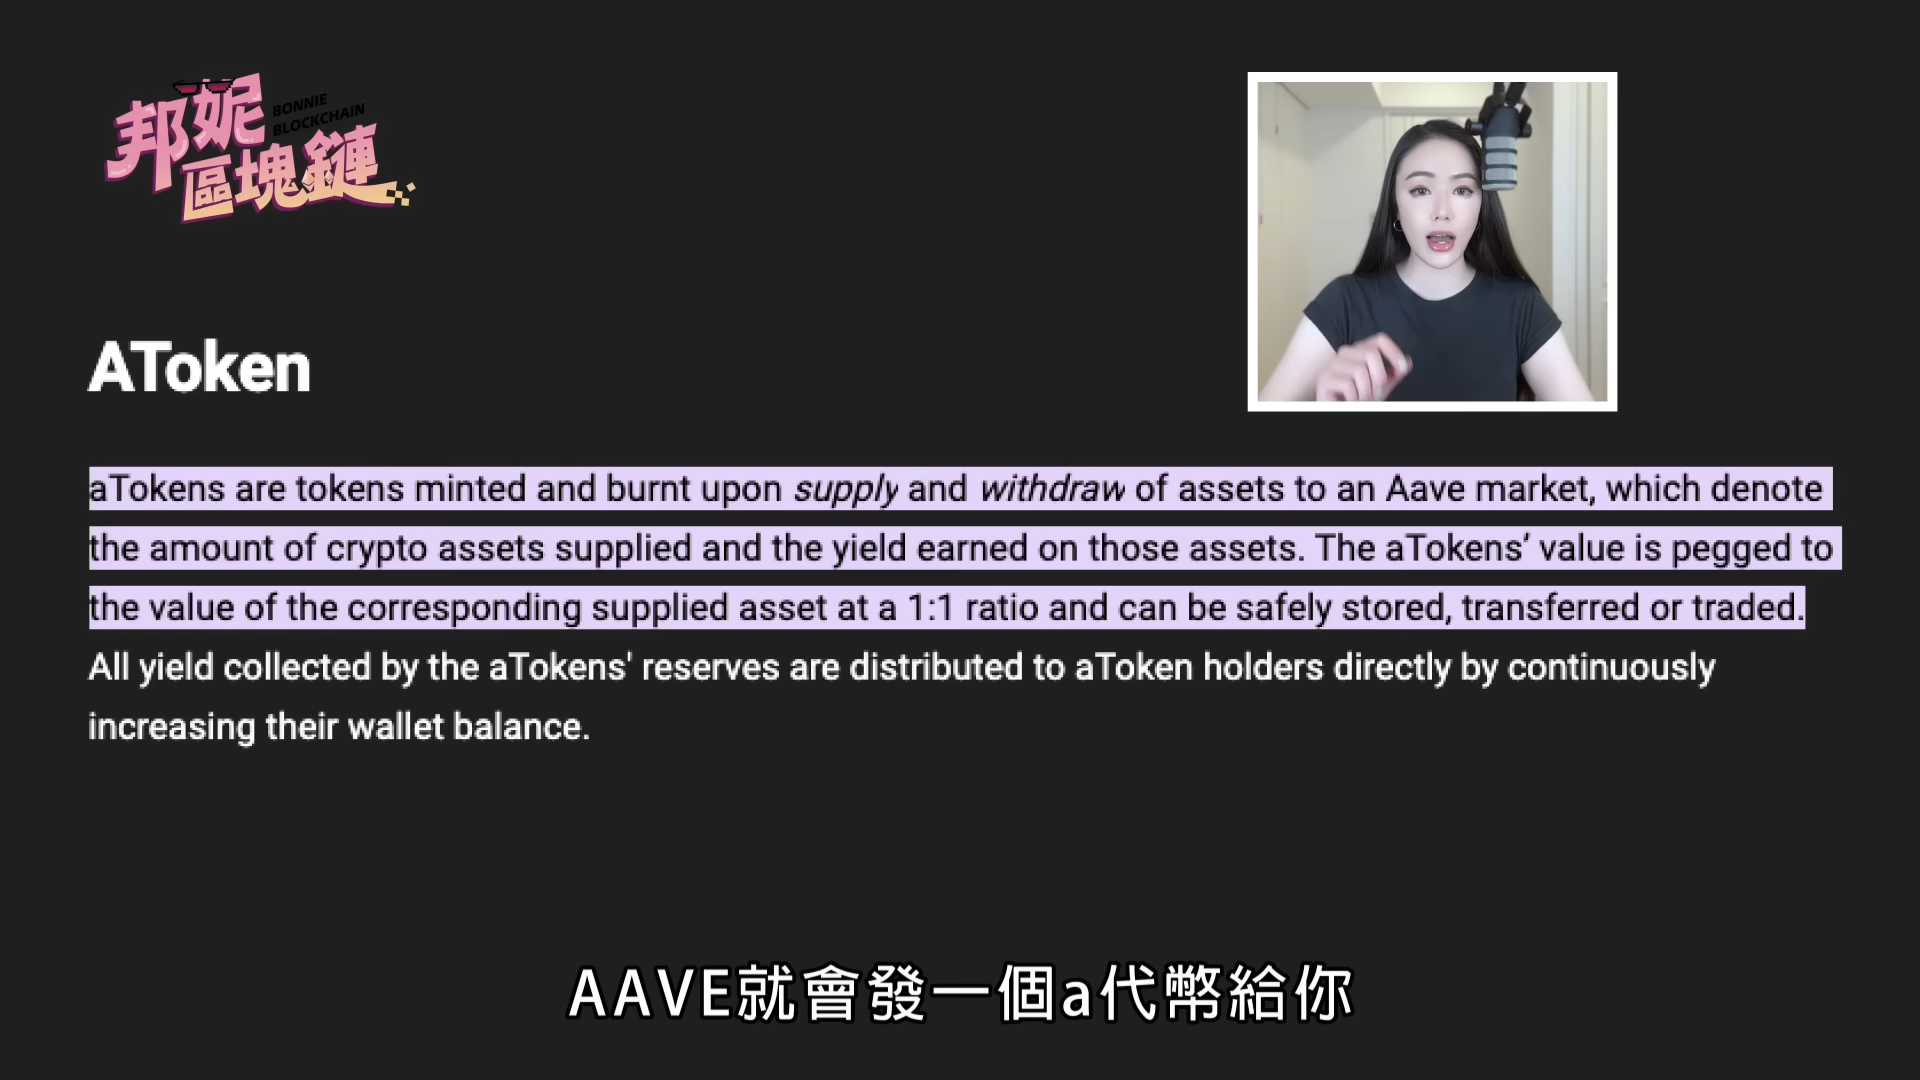 邦妮
BONNIE
BLOCKCHAIN
區塊鏈
AToken
aTokens are tokens minted and burnt upon supply and withdraw of assets to an Aave market, which denote
the amount of crypto assets supplied and the yield earned on those assets. The aTokens’ value is pegged to
the value of the corresponding supplied asset at a 1:1 ratio and can be safely stored, transferred or traded.
All yield collected by the aTokens' reserves are distributed to aToken holders directly by continuously
increasing their wallet balance.
AAVE就會發一個a代幣給你